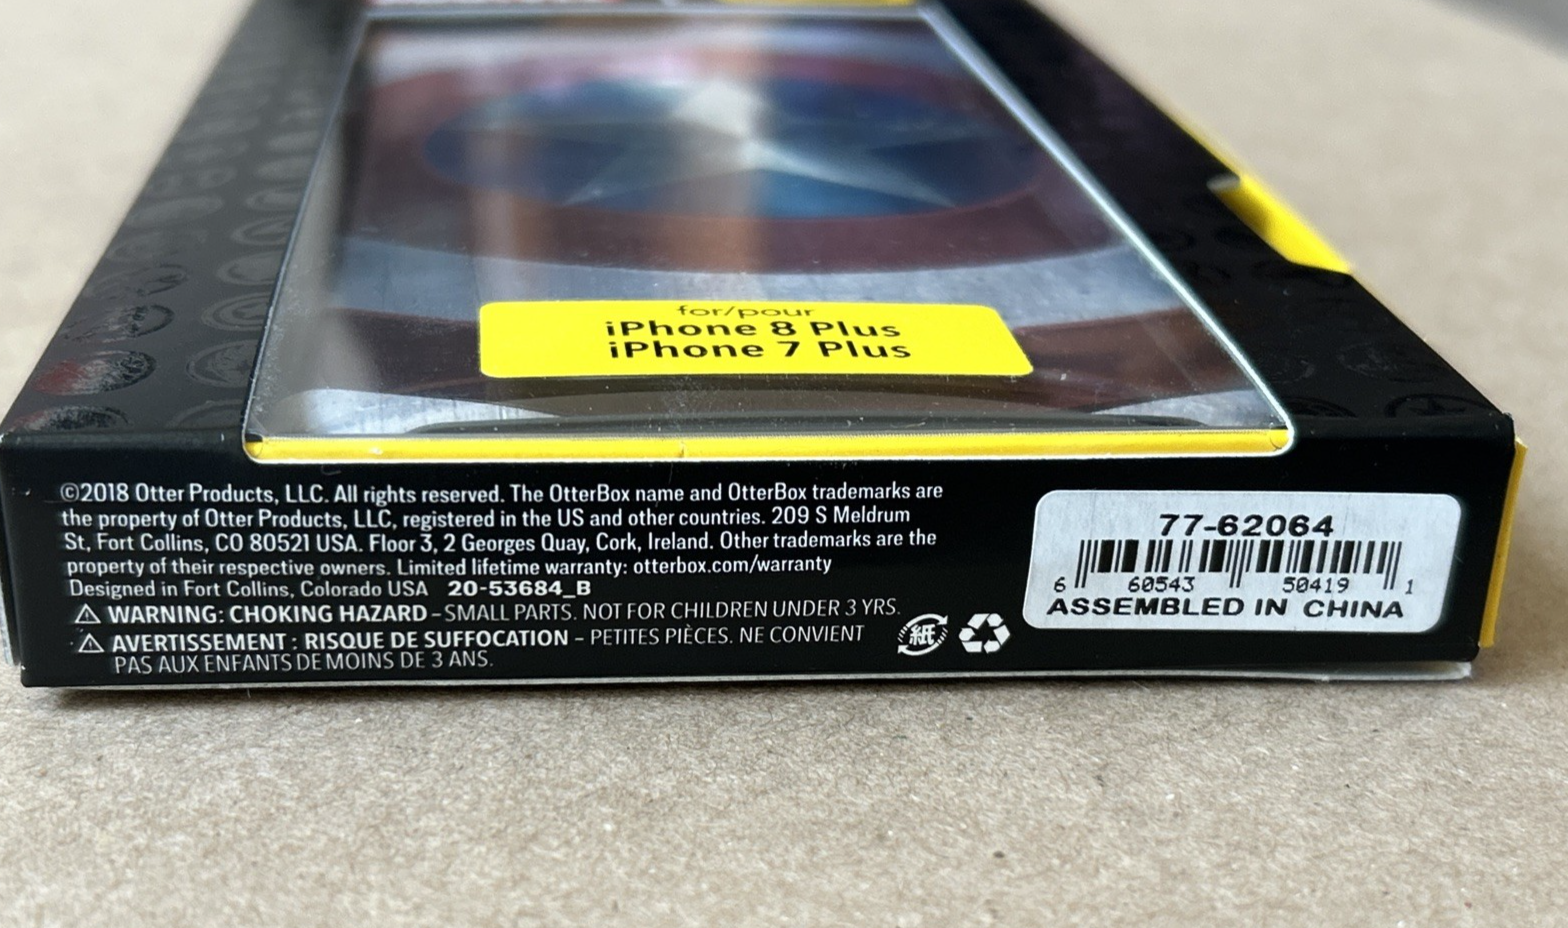 for/pour
iPhone 8 Plus
iPhone 7 Plus
©2018 Otter Products, LLC. All rights reserved. The OtterBox name and OtterBox trademarks are
the property of Otter Products, LLC, registered in the US and other countries. 209 S Meldrum
St, Fort Collins, CO 80521 USA. Floor 3, 2 Georges Quay, Cork, Ireland. Other trademarks are the
property of their respective owners. Limited lifetime warranty: otterbox.com/warranty
Designed in Fort Collins, Colorado USA 20-53684_B
WARNING: CHOKING HAZARD – SMALL PARTS. NOT FOR CHILDREN UNDER 3 YRS.
AVERTISSEMENT: RISQUE DE SUFFOCATION – PETITES PIÈCES. NE CONVIENT
PAS AUX ENFANTS DE MOINS DE 3 ANS.
紙
77-62064
6 60543 50419 1
ASSEMBLED IN CHINA